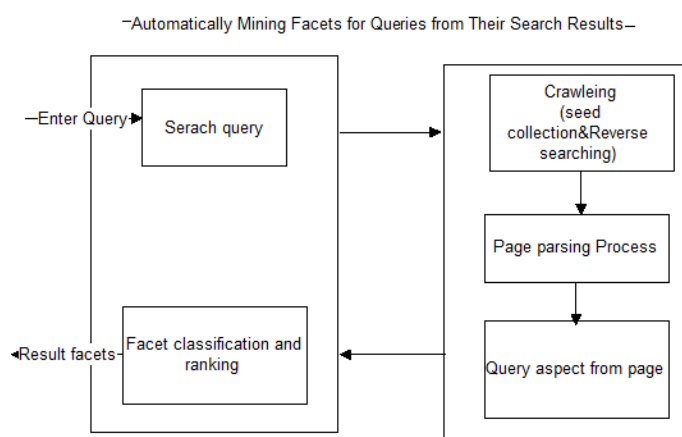 Automatically Mining Facets for Queries from Their Search Results
Enter Query
Serach query
Crawleing
(seed
collection&Reverse
searching)
Page parsing Process
Query aspect from page
Facet classification and
ranking
Result facets